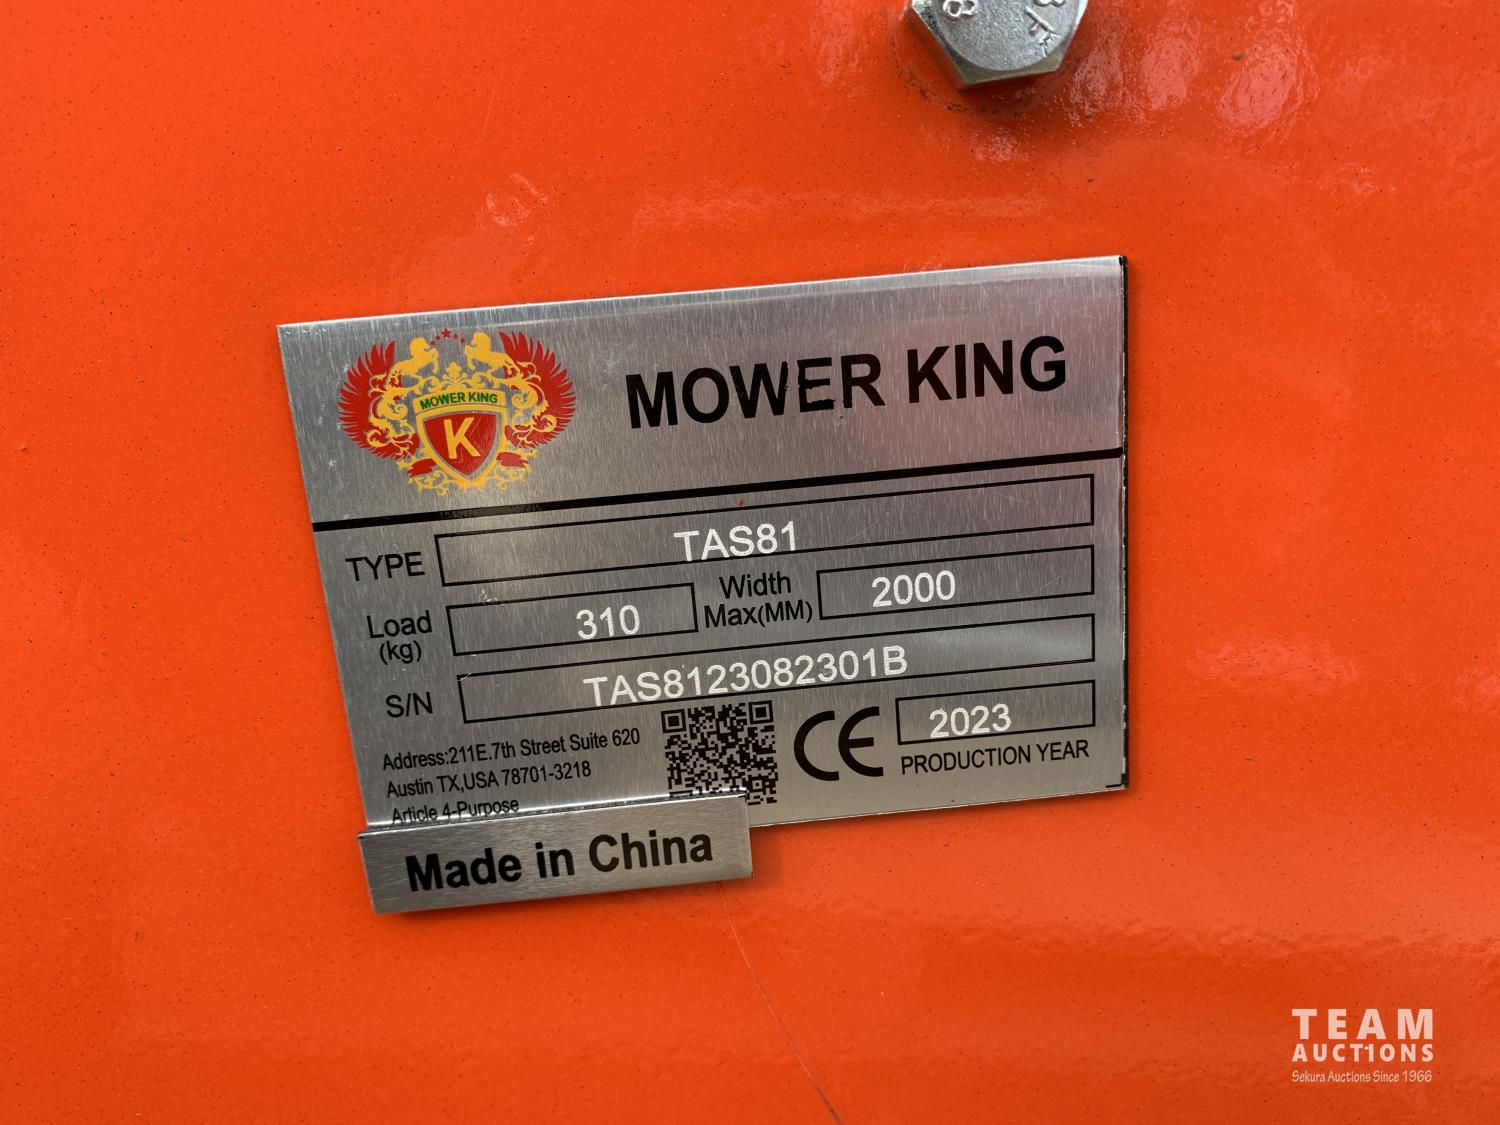 8
MOWER KING
K
MOWER KING
TYPE TAS81
Load (kg) 310 Width Max(MM) 2000
S/N TAS8123082301B
Address:211E.7th Street Suite 620
Austin TX,USA 78701-3218
Article 4-Purpose
CE
2023
PRODUCTION YEAR
Made in China
TEAM
AUCTIONS
Sekura Auctions Since 1966